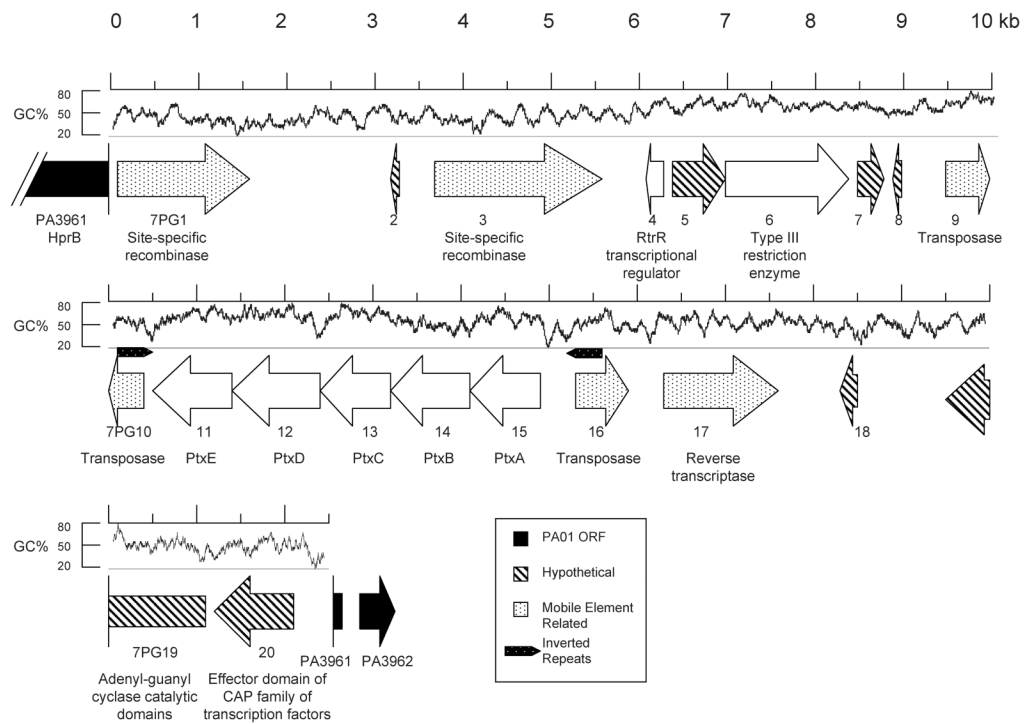 0 1 2 3 4 5 6 7 8 9 10 kb
80
GC% 50
20
PA3961 7PG1 2 3 4 5 6 7 8 9
HprB Site-specific Site-specific RtrR Type III Transposase
recombinase recombinase transcriptional restriction
regulator enzyme
80
GC% 50
20
7PG10 11 12 13 14 15 16 17 18
Transposase PtxE PtxD PtxC PtxB PtxA Transposase Reverse
transcriptase
80
GC% 50
20
7PG19 20 PA3961 PA3962
Adenyl-guanyl Effector domain of
cyclase catalytic CAP family of
domains transcription factors
PA01 ORF
Hypothetical
Mobile Element
Related
Inverted
Repeats